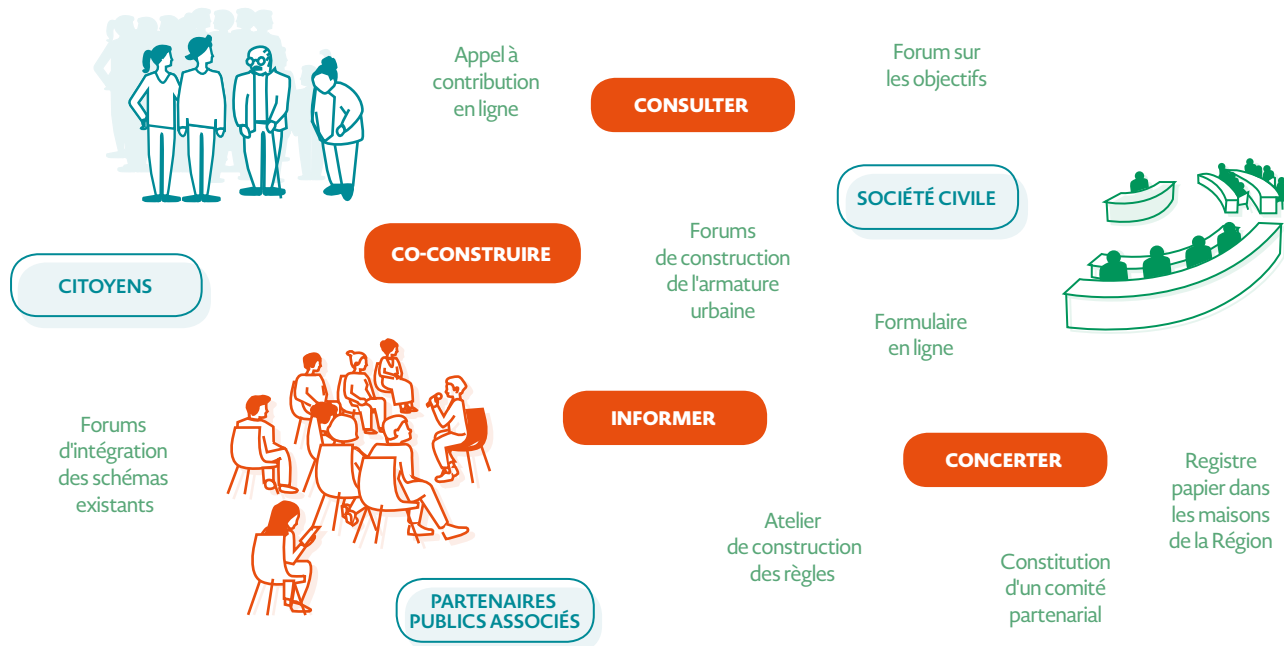 Appel à
contribution
en ligne
CONSULTER
Forum sur
les objectifs
SOCIÉTÉ CIVILE
CO-CONSTRUIRE
Forums
de construction
de l'armature
urbaine
CITOYENS
Formulaire
en ligne
INFORMER
Forums
d'intégration
des schémas
existants
CONCERTER
Registre
papier dans
les maisons
de la Région
Atelier
de construction
des règles
Constitution
d'un comité
partenarial
PARTENAIRES
PUBLICS ASSOCIÉS